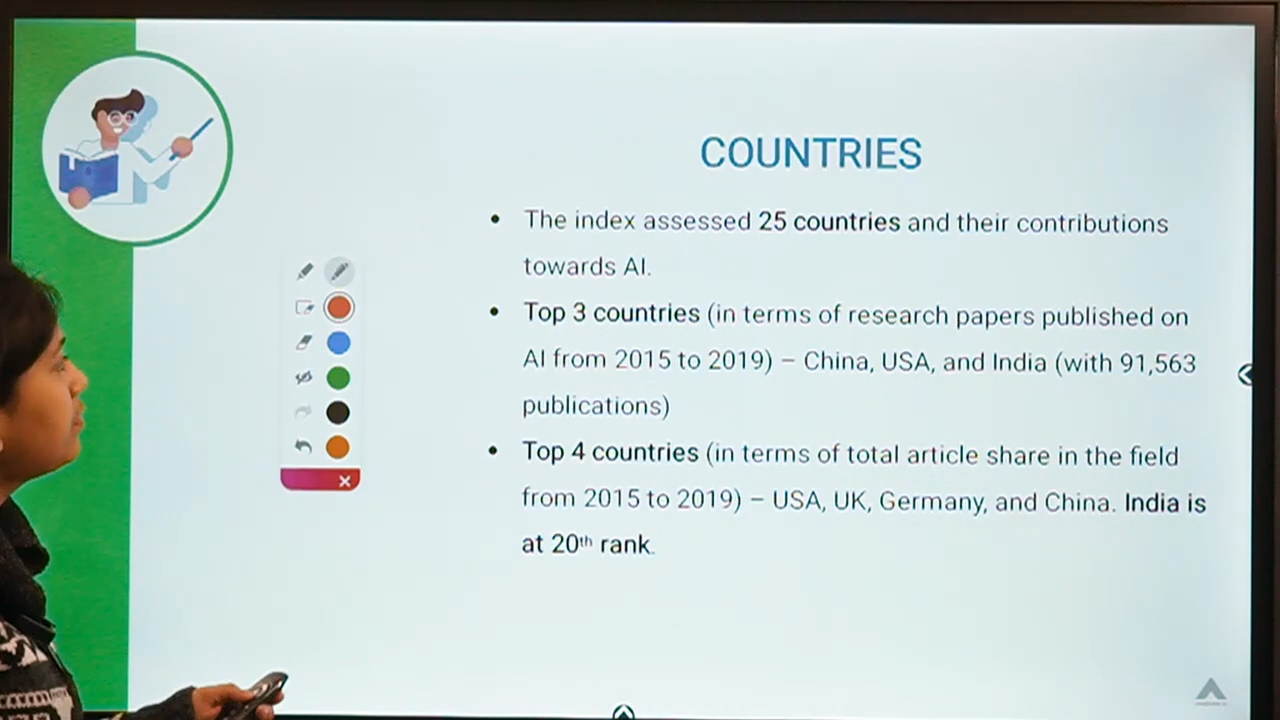 COUNTRIES
• The index assessed 25 countries and their contributions
towards AI.
• Top 3 countries (in terms of research papers published on
AI from 2015 to 2019) – China, USA, and India (with 91,563
publications)
• Top 4 countries (in terms of total article share in the field
from 2015 to 2019) – USA, UK, Germany, and China. India is
at 20th rank.